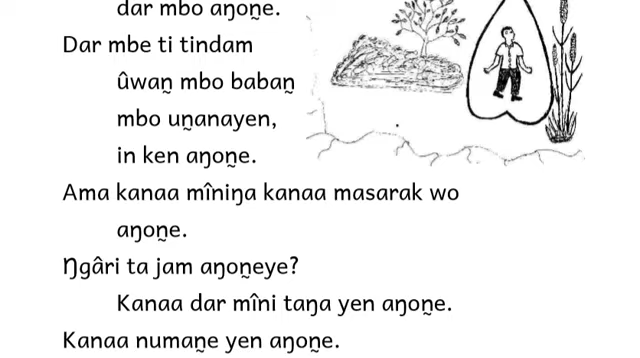 dar mbo aŋoṉe.
Dar mbe ti tindam
ûwaṉ mbo babaṉ
mbo uṉanayen,
in ken aŋoṉe.
Ama kanaa mîniŋa kanaa masarak wo
aŋoṉe.
Ŋgâri ta jam aŋoṉeye?
Kanaa dar mîni taŋa yen aŋoṉe.
Kanaa numaṉe yen aŋoṉe.